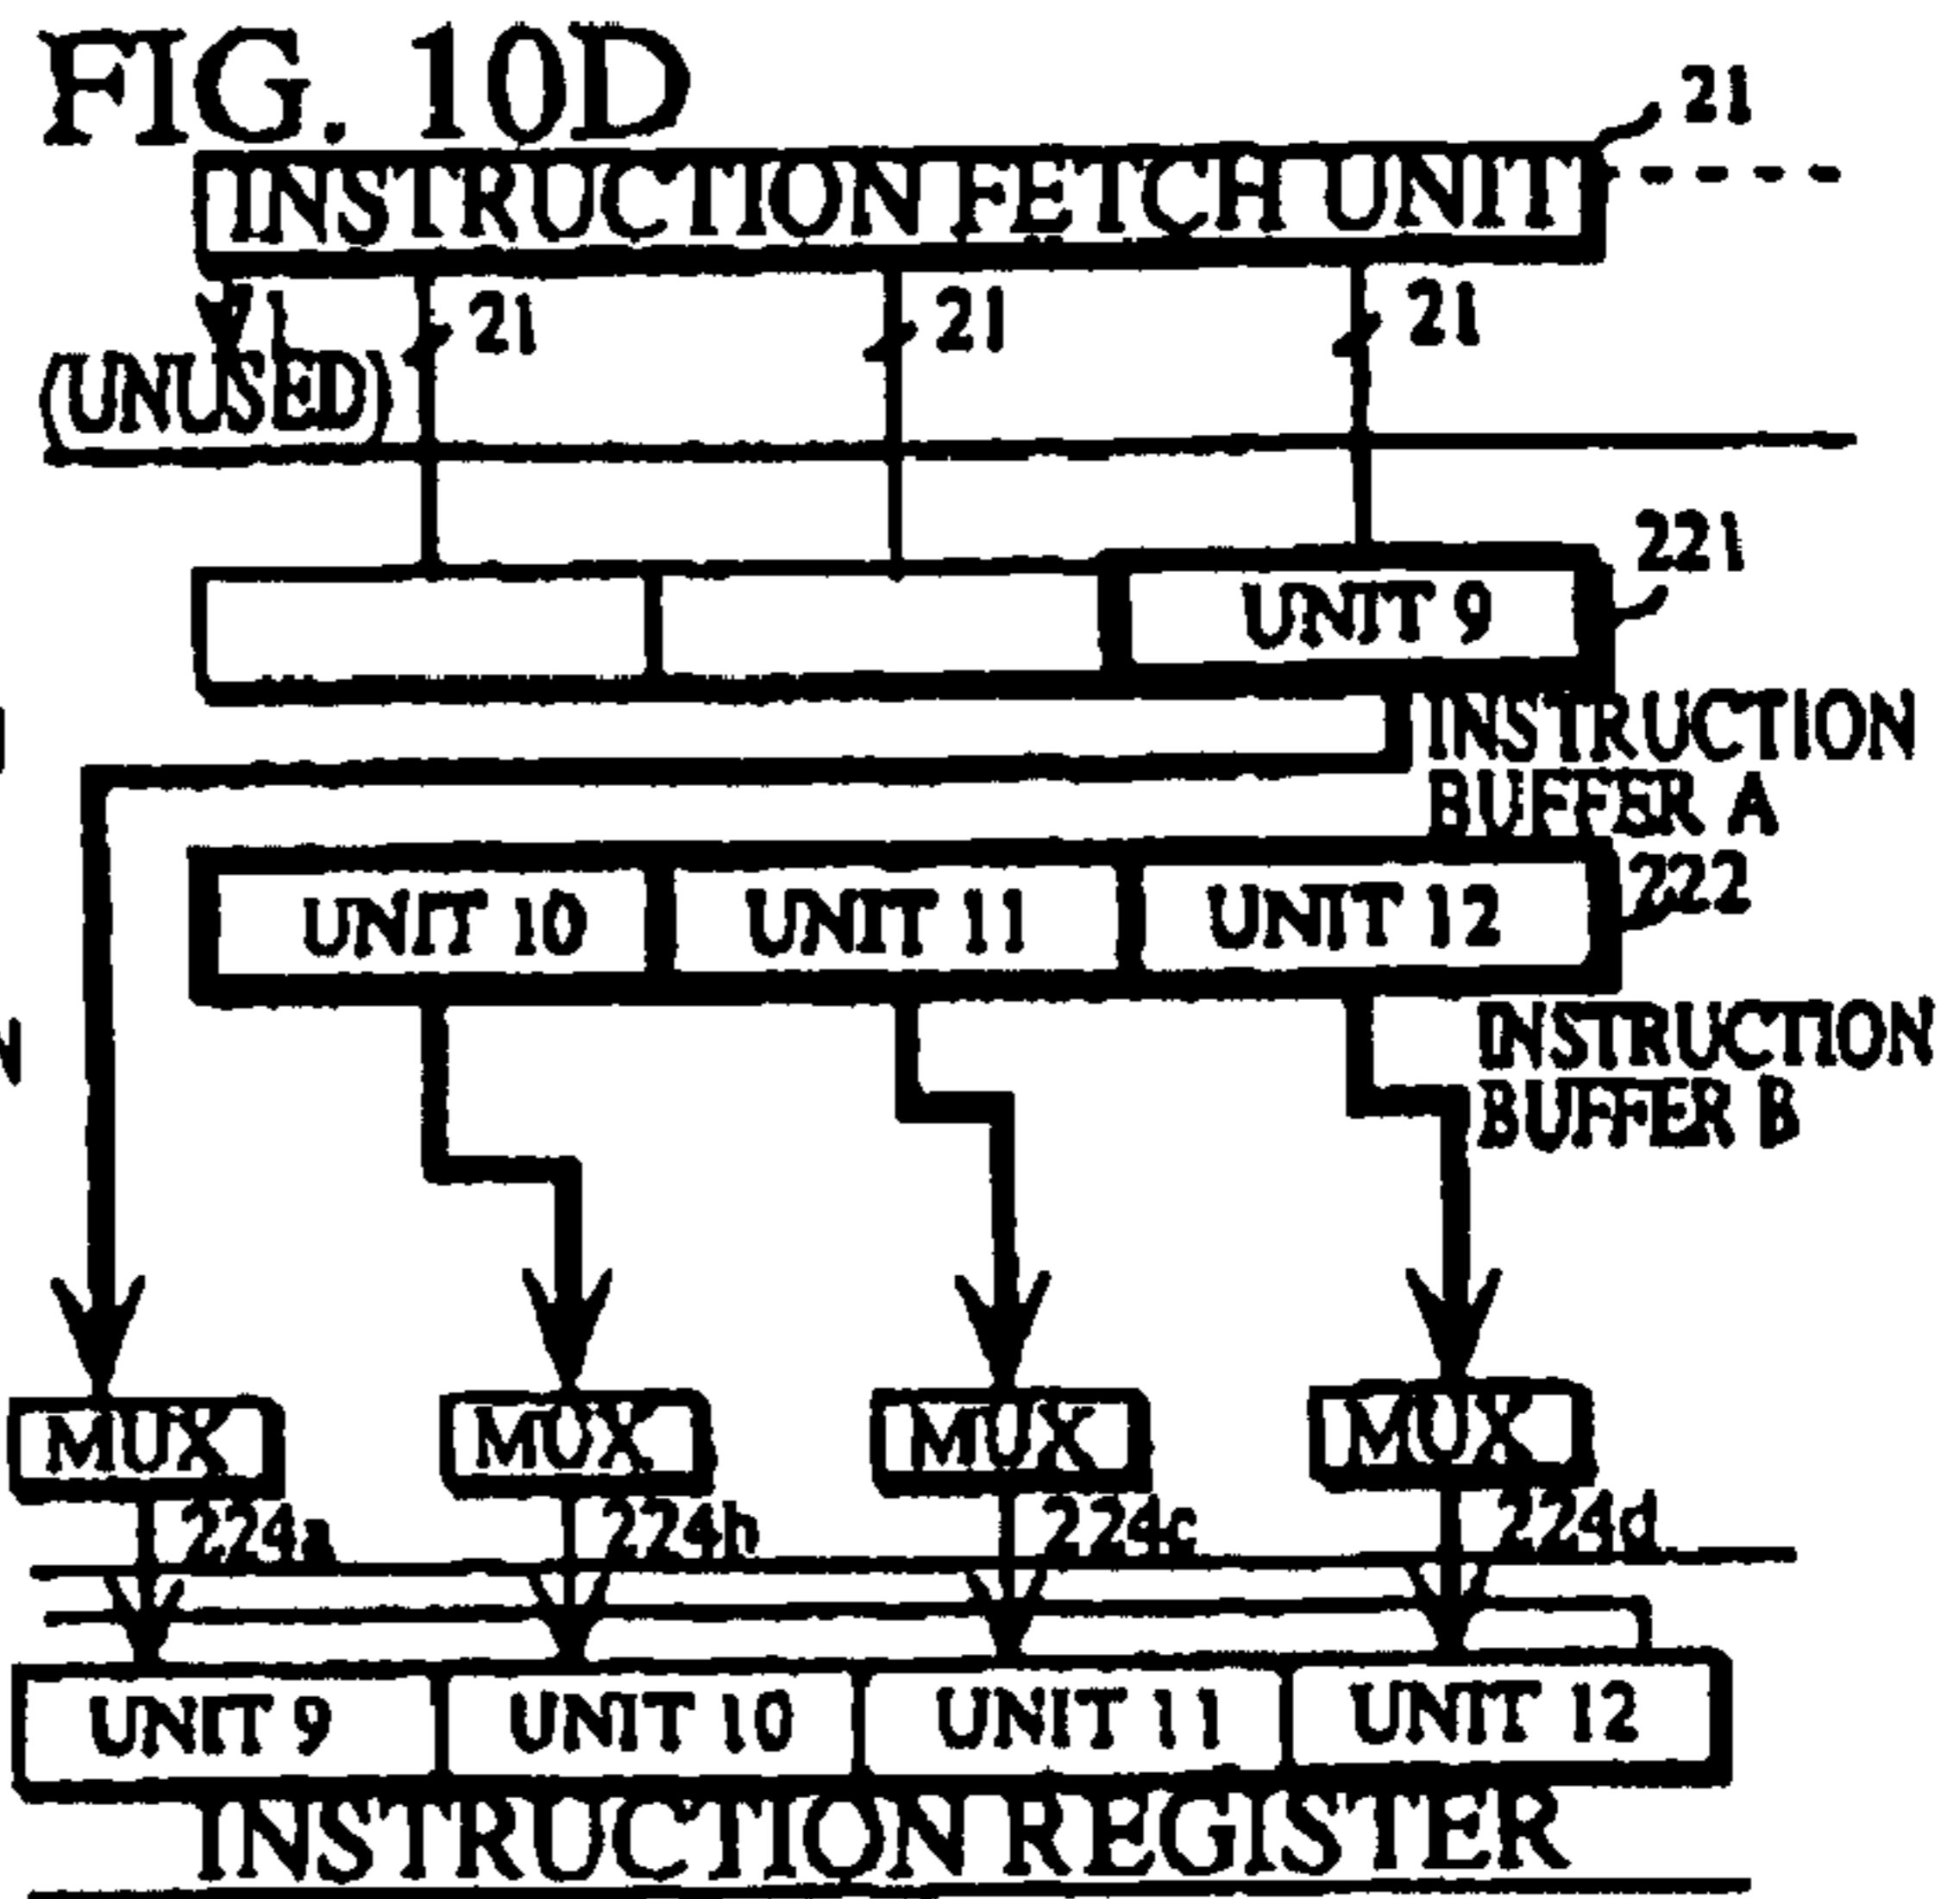 FIG. 10D
21
INSTRUCTION FETCH UNIT
1
21
21
21
(UNUSED)
221
UNIT 9
INSTRUCTION
BUFFER A
222
UNIT 10
UNIT 11
UNIT 12
INSTRUCTION
BUFFER B
MUX
MUX
MUX
MUX
224a
224b
224c
224d
UNIT 9
UNIT 10
UNIT 11
UNIT 12
INSTRUCTION REGISTER